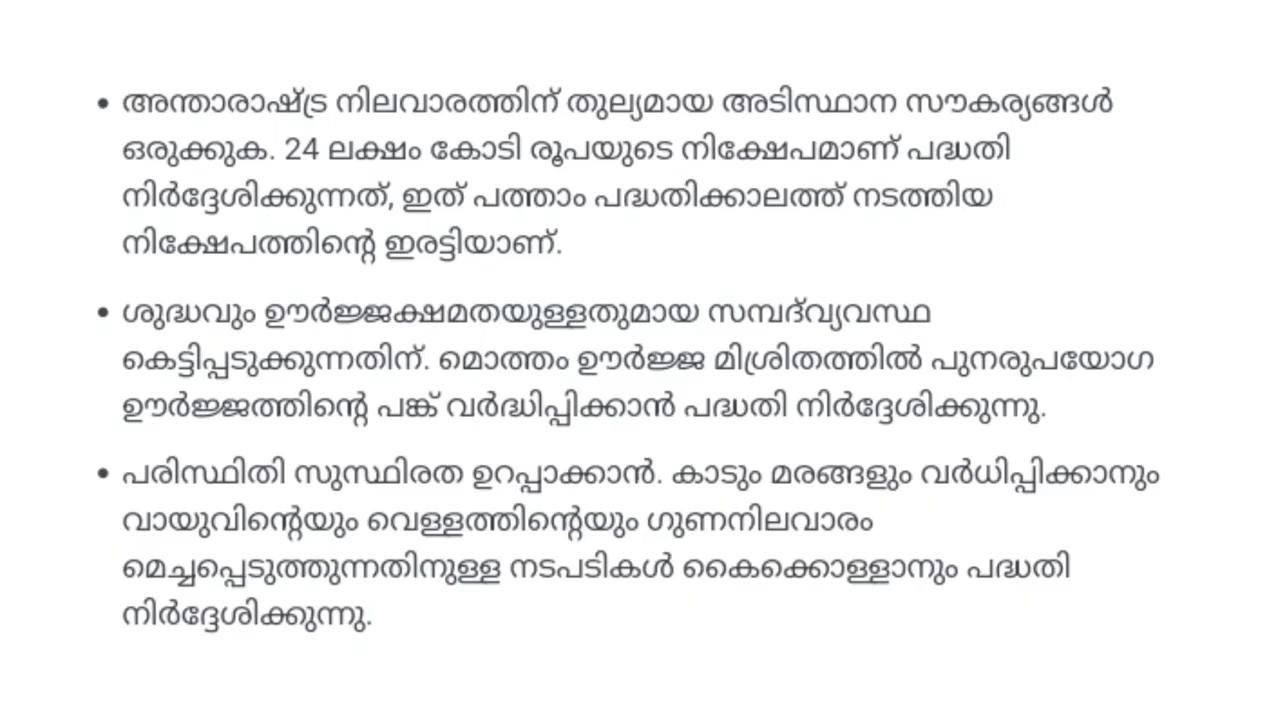 • അന്താരാഷ്ട്ര നിലവാരത്തിന് തുല്യമായ അടിസ്ഥാന സൗകര്യങ്ങൾ
ഒരുക്കുക. 24 ലക്ഷം കോടി രൂപയുടെ നിക്ഷേപമാണ് പദ്ധതി
നിർദ്ദേശിക്കുന്നത്, ഇത് പത്താം പദ്ധതിക്കാലത്ത് നടത്തിയ
നിക്ഷേപത്തിന്റെ ഇരട്ടിയാണ്.
• ശുദ്ധവും ഊർജ്ജക്ഷമതയുള്ളതുമായ സമ്പദ്‌വ്യവസ്ഥ
കെട്ടിപ്പടുക്കുന്നതിന്. മൊത്തം ഊർജ്ജ മിശ്രിതത്തിൽ പുനരുപയോഗ
ഊർജ്ജത്തിന്റെ പങ്ക് വർദ്ധിപ്പിക്കാൻ പദ്ധതി നിർദ്ദേശിക്കുന്നു.
• പരിസ്ഥിതി സുസ്ഥിരത ഉറപ്പാക്കാൻ. കാടും മരങ്ങളും വർധിപ്പിക്കാനും
വായുവിന്റെയും വെള്ളത്തിന്റെയും ഗുണനിലവാരം
മെച്ചപ്പെടുത്തുന്നതിനുള്ള നടപടികൾ കൈക്കൊള്ളാനും പദ്ധതി
നിർദ്ദേശിക്കുന്നു.